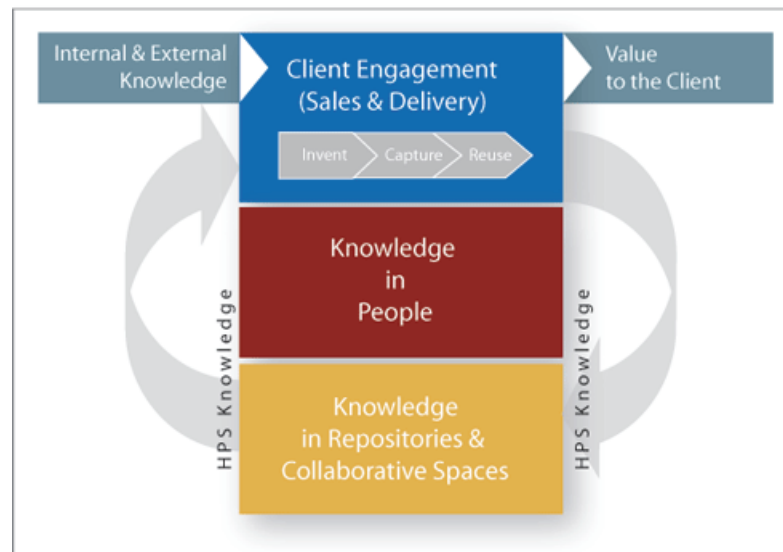 Internal & External
Knowledge
Client Engagement
(Sales & Delivery)
Value
to the Client
Invent
Capture
Reuse
Knowledge
in
People
HPS Knowledge
HPS Knowledge
Knowledge
in Repositories &
Collaborative Spaces